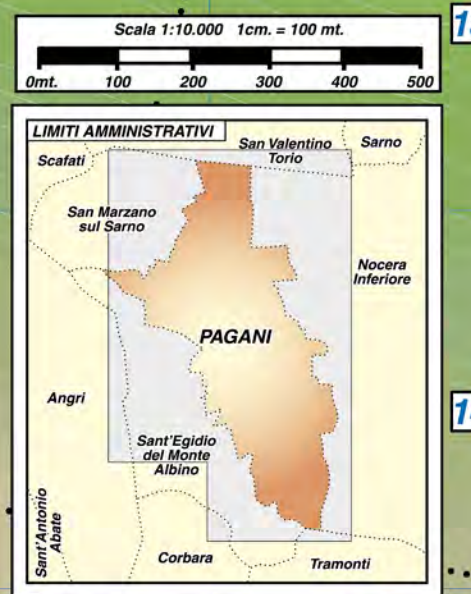 Scala 1:10.000 1cm. = 100 mt.
0mt. 100 200 300 400 500
LIMITI AMMINISTRATIVI
Scafati
San Valentino
Torio
Sarno
San Marzano
sul Sarno
Nocera
Inferiore
PAGANI
Angri
Sant'Egidio
del Monte
Albino
Sant'Antonio
Abate
Corbara
Tramonti